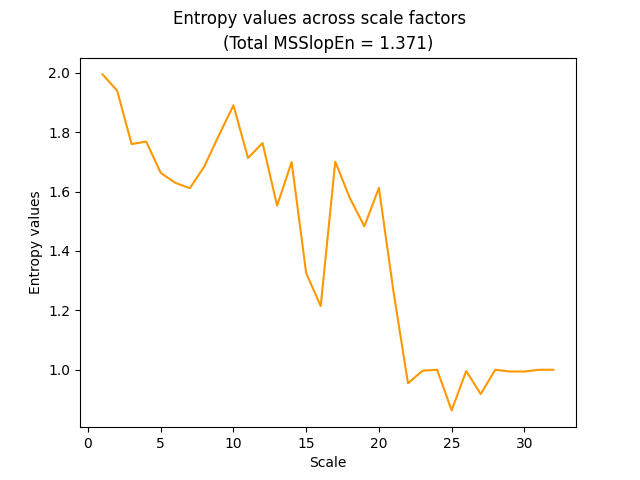 Entropy values across scale factors
(Total MSSlopEn = 1.371)
2.0
1.8
1.6
1.4
1.2
1.0
Entropy values
0 5 10 15 20 25 30
Scale